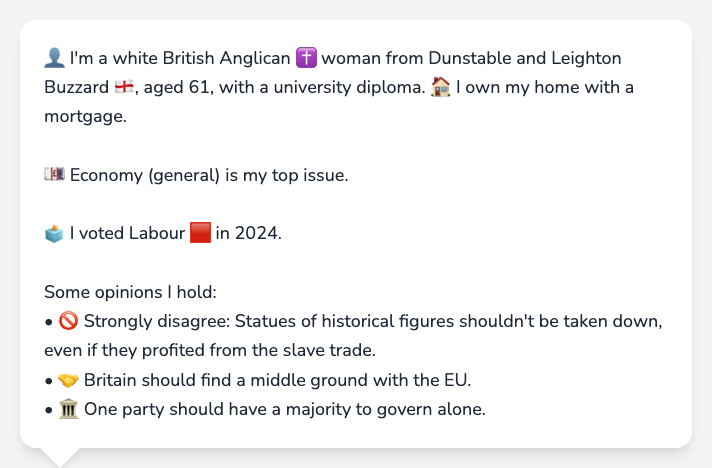 👤 I'm a white British Anglican ✝️ woman from Dunstable and Leighton
Buzzard 🏴󠁧󠁢󠁥󠁮󠁧󠁿, aged 61, with a university diploma. 🏠 I own my home with a
mortgage.
💷 Economy (general) is my top issue.
🗳️ I voted Labour 🟥 in 2024.
Some opinions I hold:
• 🚫 Strongly disagree: Statues of historical figures shouldn't be taken down,
even if they profited from the slave trade.
• 🤝 Britain should find a middle ground with the EU.
• 🏛️ One party should have a majority to govern alone.